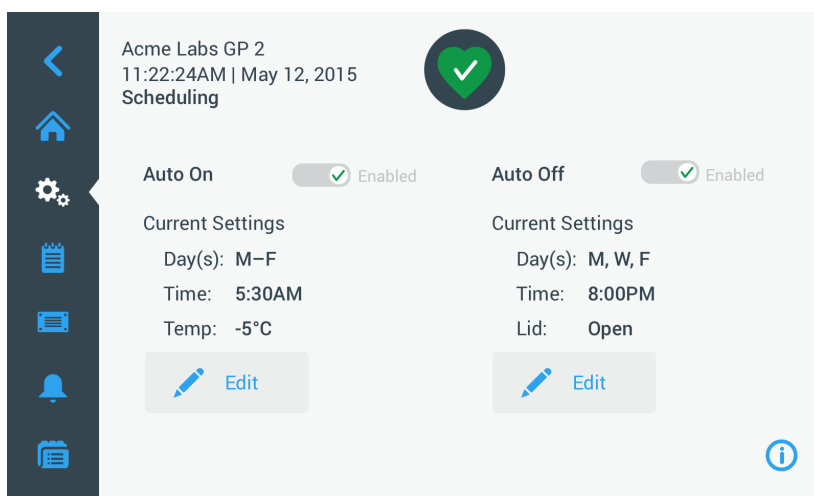 Acme Labs GP 2
11:22:24AM | May 12, 2015
Scheduling
Auto On
Enabled
Current Settings
Day(s): M–F
Time: 5:30AM
Temp: -5°C
Edit
Auto Off
Enabled
Current Settings
Day(s): M, W, F
Time: 8:00PM
Lid: Open
Edit